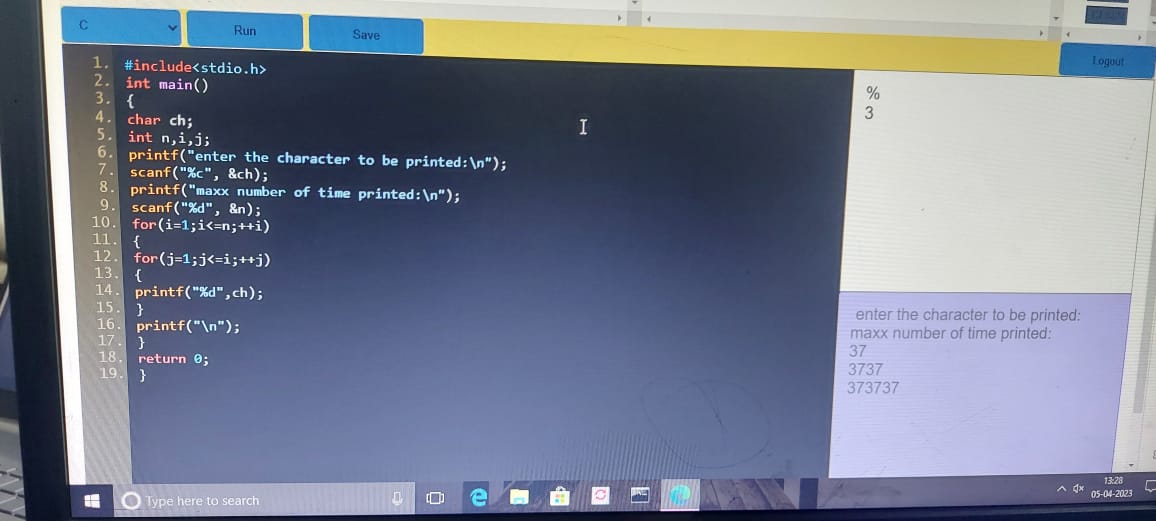 C
Run
Save
Logout
1. #include<stdio.h>
2. int main()
3. {
4. char ch;
5. int n,i,j;
6. printf("enter the character to be printed:\n");
7. scanf("%c", &ch);
8. printf("maxx number of time printed:\n");
9. scanf("%d", &n);
10. for(i=1;i<=n;++i)
11. {
12. for(j=1;j<=i;++j)
13. {
14. printf("%d",ch);
15. }
16. printf("\n");
17. }
18. return 0;
19. }
%
3
enter the character to be printed:
maxx number of time printed:
37
3737
373737
Type here to search
13:28
05-04-2023